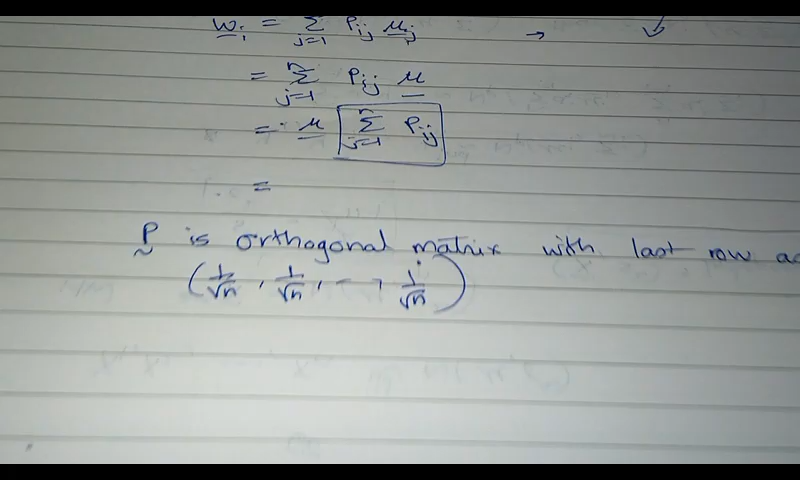 w_i = Σ_{j=1}^{n} P_ij μ_j →
= Σ_{j=1}^{n} P_ij μ
= μ Σ_{j=1}^{n} P_ij
=
P is orthogonal matrix with last row as
(1/√n, 1/√n, --, 1/√n)